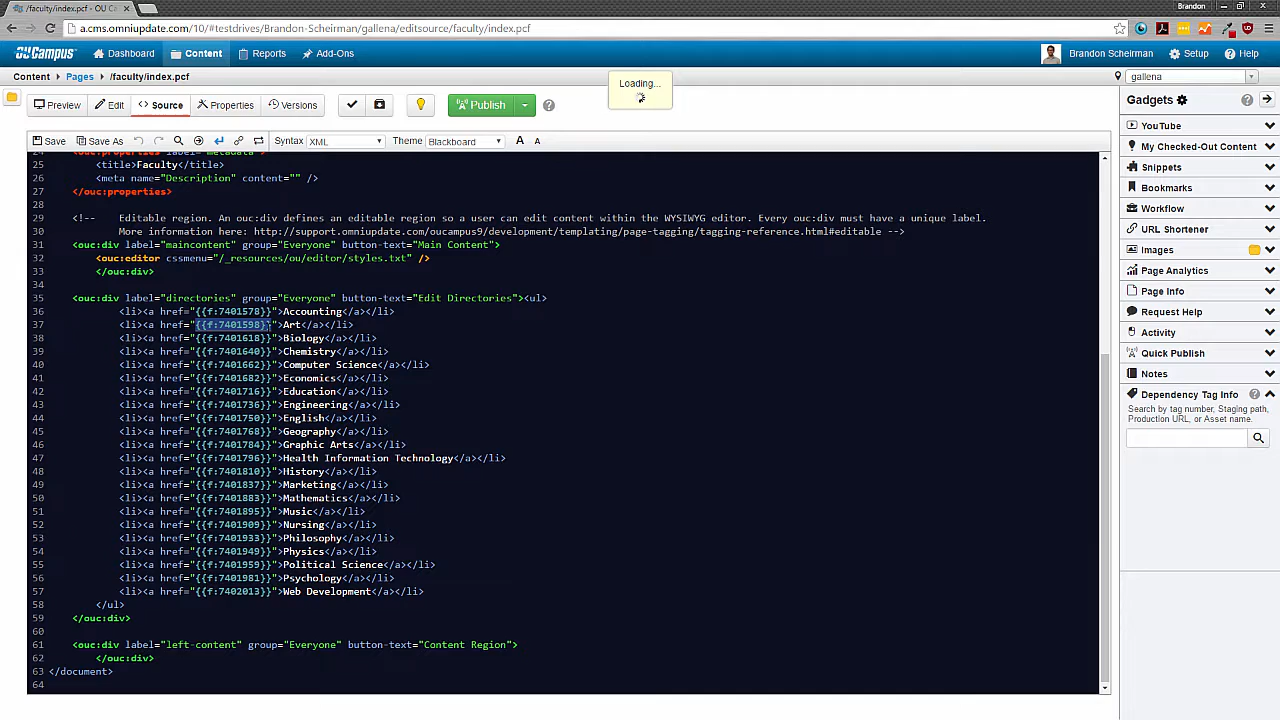 /faculty/index.pcf - OU C
Brandon
a.cms.omniupdate.com/10/#testdrives/Brandon-Scheirman/gallena/editsource/faculty/index.pcf
OU Campus Dashboard Content Reports Add-Ons Brandon Scheirman Setup Help
Content Pages /faculty/index.pcf gallena
Loading...
Preview Edit <> Source Properties Versions Publish
Gadgets
Save Save As Syntax XML Theme Blackboard A A
24 <ouc:properties label="metadata">
25 <title>Faculty</title>
26 <meta name="Description" content="" />
27 </ouc:properties>
28
29 <!-- Editable region. An ouc:div defines an editable region so a user can edit content within the WYSIWYG editor. Every ouc:div must have a unique label.
30 More information here: http://support.omniupdate.com/oucampus9/development/templating/page-tagging/tagging-reference.html#editable -->
31 <ouc:div label="maincontent" group="Everyone" button-text="Main Content">
32 <ouc:editor cssmenu="/_resources/ou/editor/styles.txt" />
33 </ouc:div>
34
35 <ouc:div label="directories" group="Everyone" button-text="Edit Directories"><ul>
36 <li><a href="{{f:7401578}}">Accounting</a></li>
37 <li><a href="{{f:7401598}}">Art</a></li>
38 <li><a href="{{f:7401618}}">Biology</a></li>
39 <li><a href="{{f:7401640}}">Chemistry</a></li>
40 <li><a href="{{f:7401662}}">Computer Science</a></li>
41 <li><a href="{{f:7401682}}">Economics</a></li>
42 <li><a href="{{f:7401716}}">Education</a></li>
43 <li><a href="{{f:7401736}}">Engineering</a></li>
44 <li><a href="{{f:7401750}}">English</a></li>
45 <li><a href="{{f:7401768}}">Geography</a></li>
46 <li><a href="{{f:7401784}}">Graphic Arts</a></li>
47 <li><a href="{{f:7401796}}">Health Information Technology</a></li>
48 <li><a href="{{f:7401810}}">History</a></li>
49 <li><a href="{{f:7401837}}">Marketing</a></li>
50 <li><a href="{{f:7401883}}">Mathematics</a></li>
51 <li><a href="{{f:7401895}}">Music</a></li>
52 <li><a href="{{f:7401909}}">Nursing</a></li>
53 <li><a href="{{f:7401933}}">Philosophy</a></li>
54 <li><a href="{{f:7401949}}">Physics</a></li>
55 <li><a href="{{f:7401959}}">Political Science</a></li>
56 <li><a href="{{f:7401981}}">Psychology</a></li>
57 <li><a href="{{f:7402013}}">Web Development</a></li>
58 </ul>
59 </ouc:div>
60
61 <ouc:div label="left-content" group="Everyone" button-text="Content Region">
62 </ouc:div>
63 </document>
64
YouTube
My Checked-Out Content
Snippets
Bookmarks
Workflow
URL Shortener
Images
Page Analytics
Page Info
Request Help
Activity
Quick Publish
Notes
Dependency Tag Info
Search by tag number, Staging path,
Production URL, or Asset name.